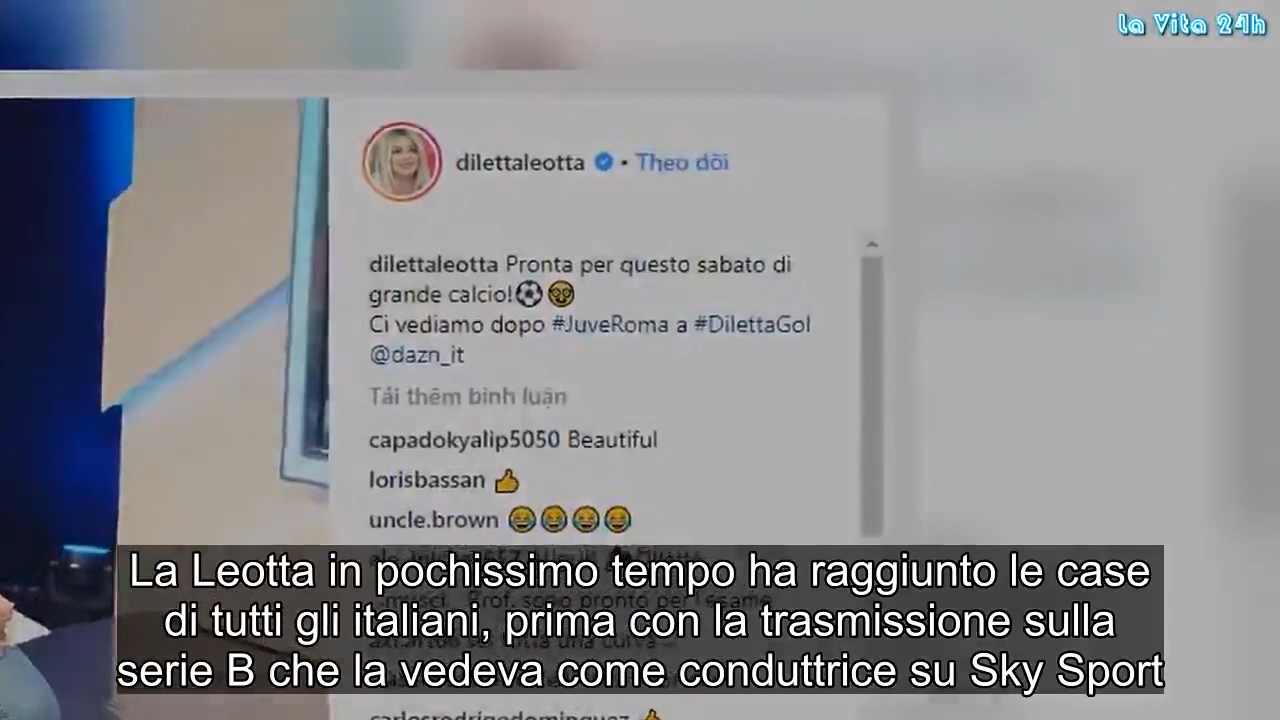 la Vita 24h
dilettaleotta • Theo dõi
dilettaleotta Pronta per questo sabato di
grande calcio!⚽🤓
Ci vediamo dopo #JuveRoma a #DilettaGol
@dazn_it
Tải thêm bình luận
capadokyalip5050 Beautiful
lorisbassan 👍
uncle.brown 😂😂😂😂
La Leotta in pochissimo tempo ha raggiunto le case
di tutti gli italiani, prima con la trasmissione sulla
serie B che la vedeva come conduttrice su Sky Sport
carlosrodrigodominguez 👍